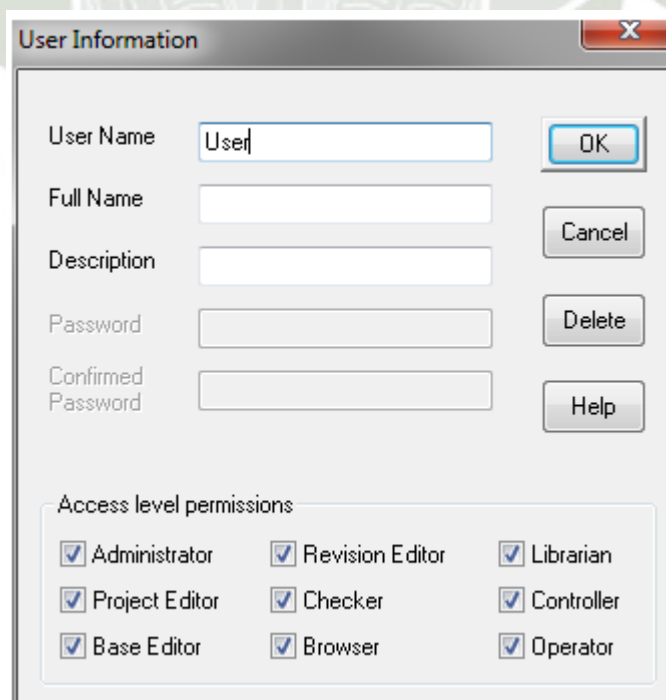 User Information
User Name
User
OK
Full Name
Cancel
Description
Password
Delete
Confirmed
Password
Help
Access level permissions
Administrator Revision Editor Librarian
Project Editor Checker Controller
Base Editor Browser Operator